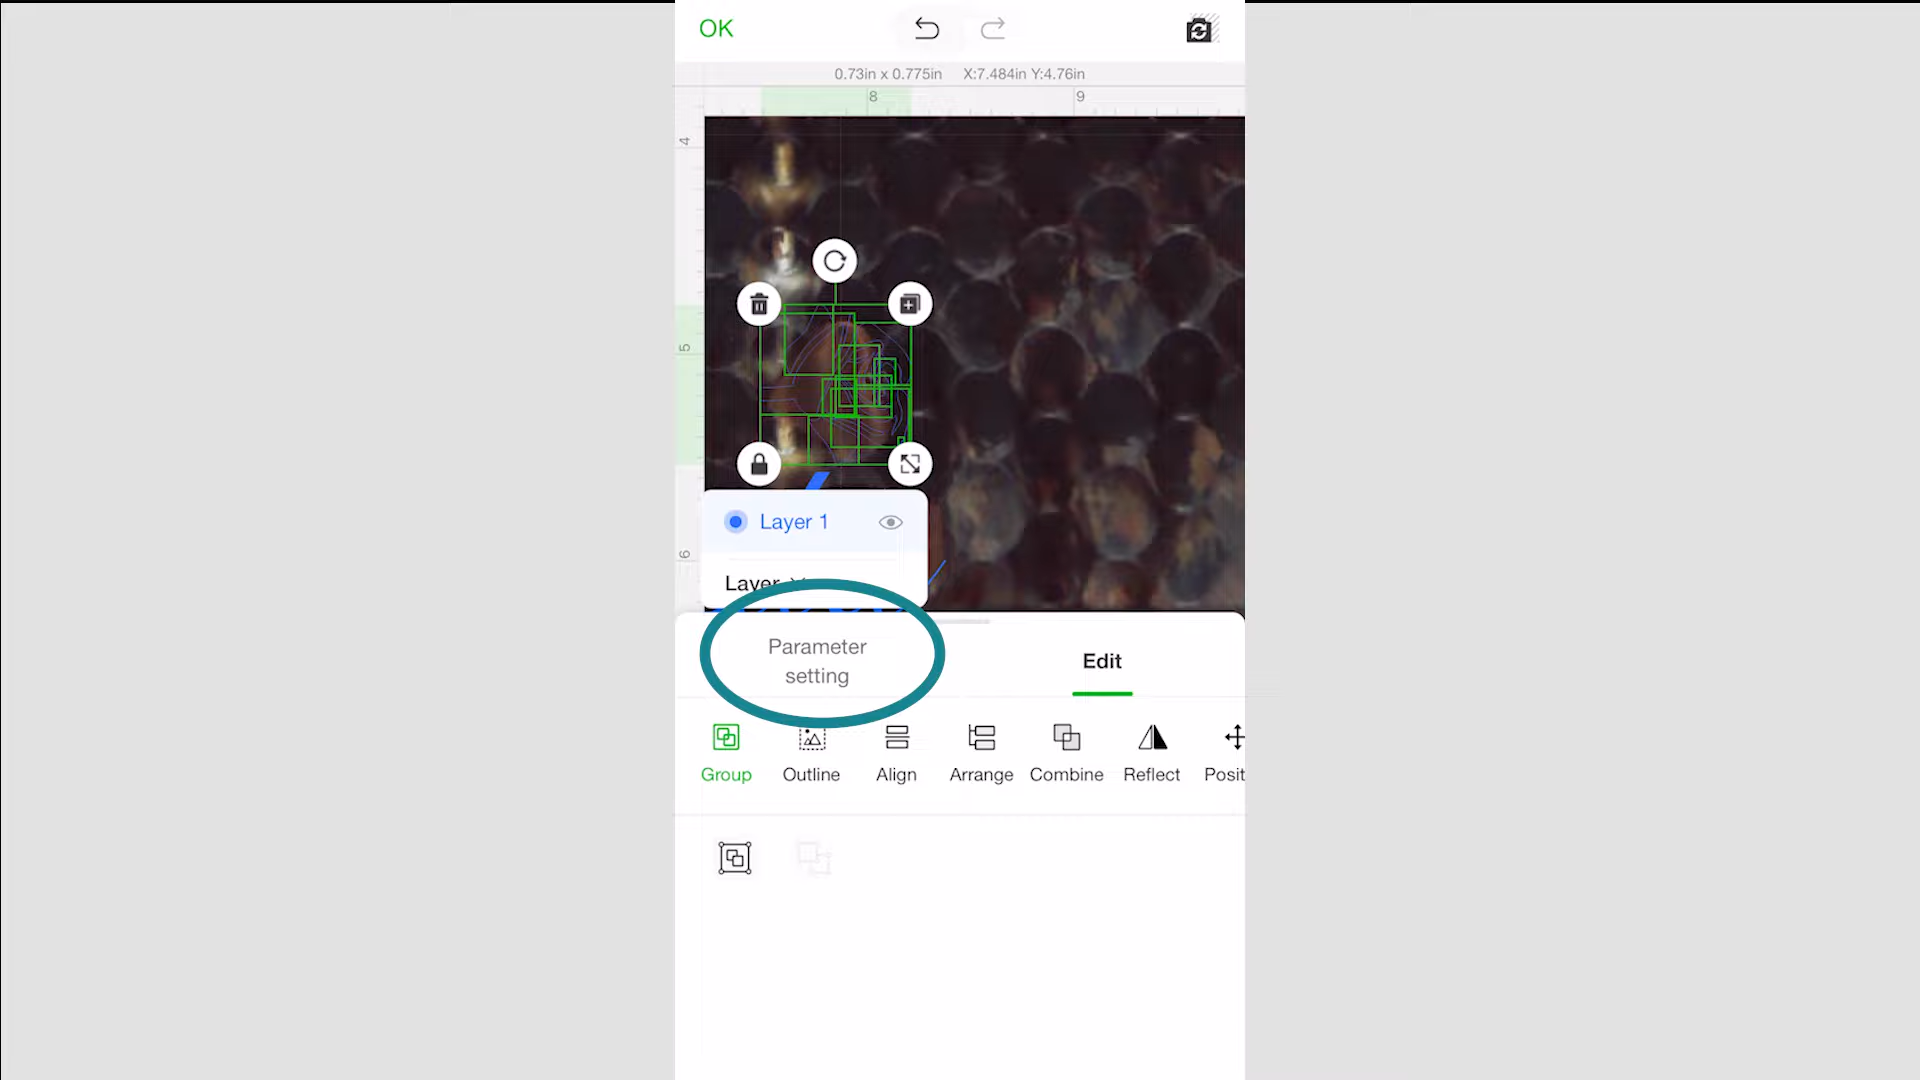 OK
0.73in x 0.775in X:7.484in Y:4.76in
8 9
4
5
6
Layer 1
Layer
Parameter
setting
Edit
Group Outline Align Arrange Combine Reflect Posit